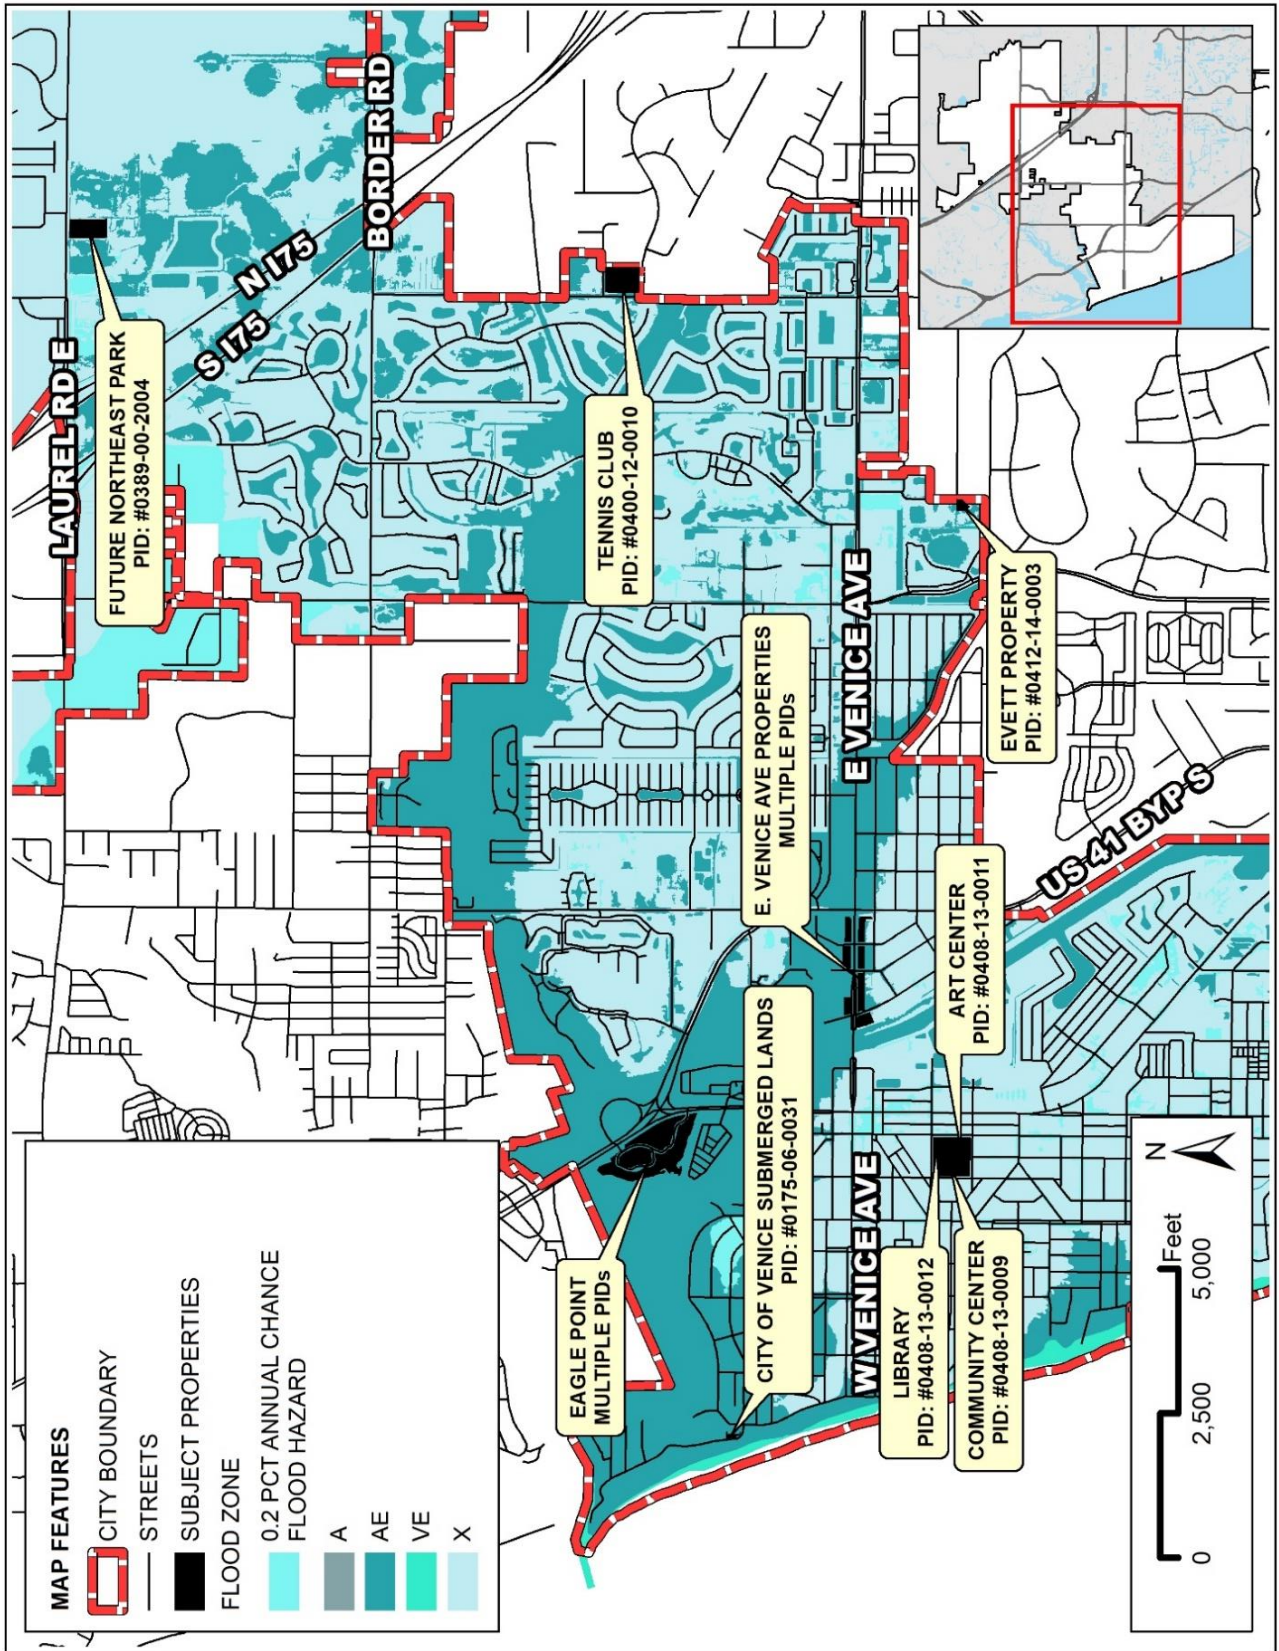 MAP FEATURES
CITY BOUNDARY
STREETS
SUBJECT PROPERTIES
FLOOD ZONE
0.2 PCT ANNUAL CHANCE
FLOOD HAZARD
A
AE
VE
X
LAUREL RD E
FUTURE NORTHEAST PARK
PID: #0389-00-2004
N I75
S I75
BORDER RD
TENNIS CLUB
PID: #0400-12-0010
EAGLE POINT
MULTIPLE PIDs
CITY OF VENICE SUBMERGED LANDS
PID: #0175-06-0031
E. VENICE AVE PROPERTIES
MULTIPLE PIDs
W VENICE AVE
E VENICE AVE
LIBRARY
PID: #0408-13-0012
COMMUNITY CENTER
PID: #0408-13-0009
ART CENTER
PID: #0408-13-0011
EVETT PROPERTY
PID: #0412-14-0003
US 41 BYP S
N
0
2,500
5,000
Feet